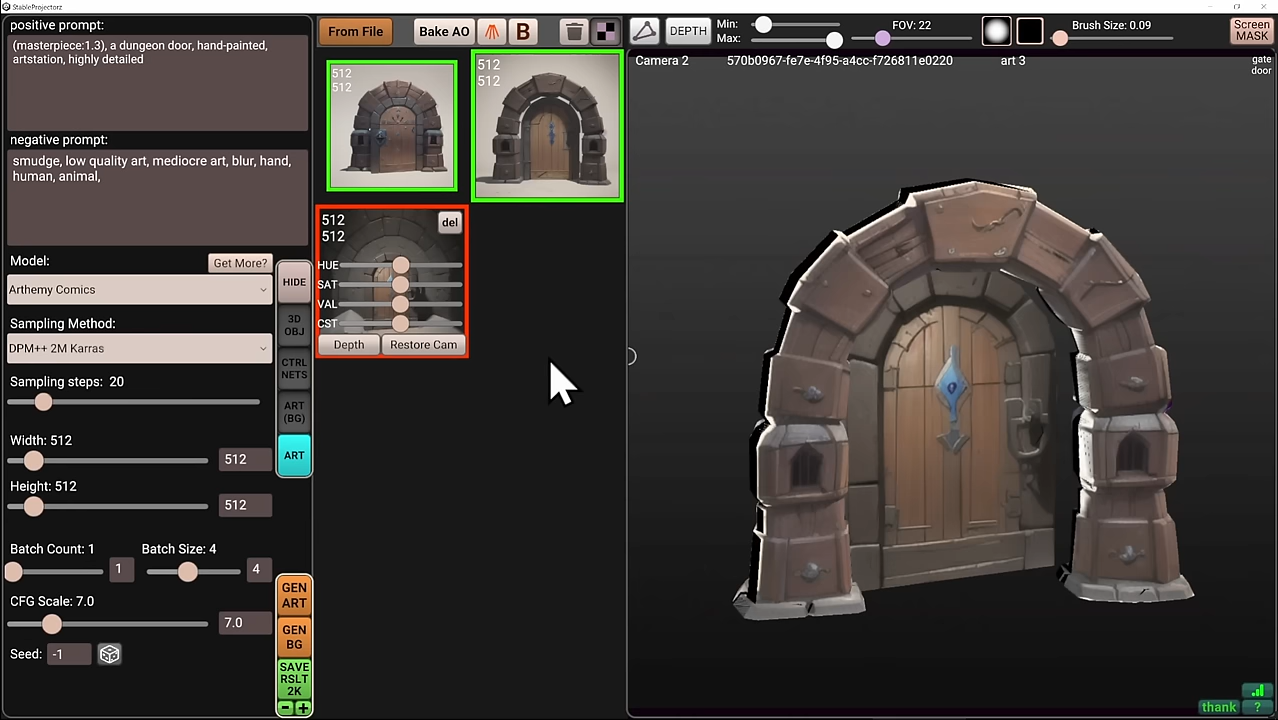 StableProjectorz
positive prompt:
(masterpiece:1.3), a dungeon door, hand-painted,
artstation, highly detailed
negative prompt:
smudge, low quality art, mediocre art, blur, hand,
human, animal,
Model:
Get More?
Arthemy Comics
Sampling Method:
DPM++ 2M Karras
Sampling steps: 20
Width: 512
512
Height: 512
512
Batch Count: 1
Batch Size: 4
1
4
CFG Scale: 7.0
7.0
Seed:
-1
HIDE
3D
OBJ
CTRL
NETS
ART
(BG)
ART
GEN
ART
GEN
BG
SAVE
RSLT
2K
- +
From File
Bake AO
B
512
512
512
512
512
512
del
HUE
SAT
VAL
CST
Depth
Restore Cam
DEPTH
Min:
Max:
FOV: 22
Brush Size: 0.09
Screen
MASK
Camera 2
570b0967-fe7e-4f95-a4cc-f726811e0220
art 3
gate
door
thank
?